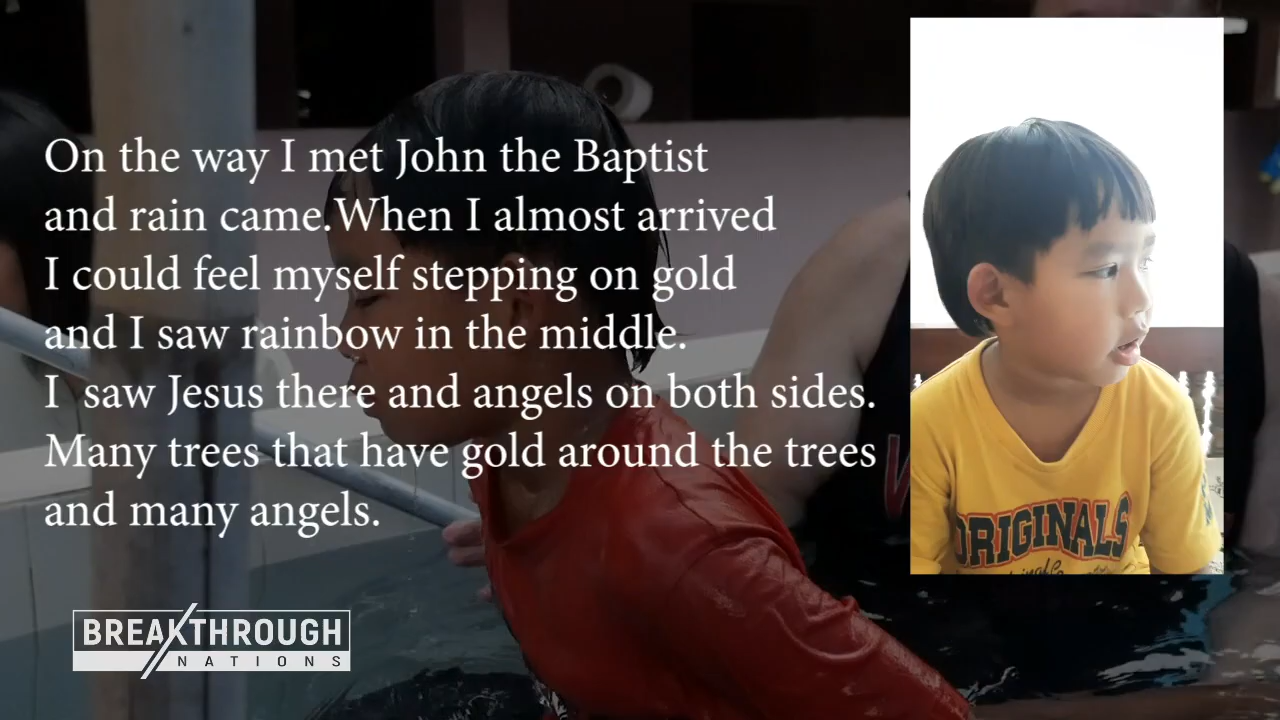 On the way I met John the Baptist
and rain came.When I almost arrived
I could feel myself stepping on gold
and I saw rainbow in the middle.
I  saw Jesus there and angels on both sides.
Many trees that have gold around the trees
and many angels.
ORIGINALS
BREAKTHROUGH
NATIONS